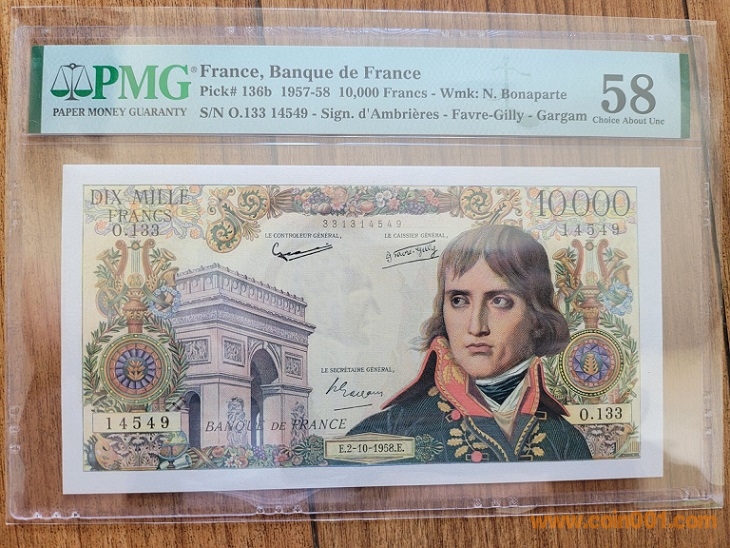 PMG®
PAPER MONEY GUARANTY
France, Banque de France
Pick# 136b 1957-58 10,000 Francs - Wmk: N. Bonaparte
S/N O.133 14549 - Sign. d'Ambrières - Favre-Gilly - Gargam
58
Choice About Unc
DIX MILLE
FRANCS
O.133
331314549
10000
14549
LE CONTROLEUR GÉNÉRAL,
LE CAISSIER GÉNÉRAL,
LE SECRÉTAIRE GÉNÉRAL,
14549
BANQUE DE FRANCE
O.133
E.2-10-1958.E.
www.coin001.com